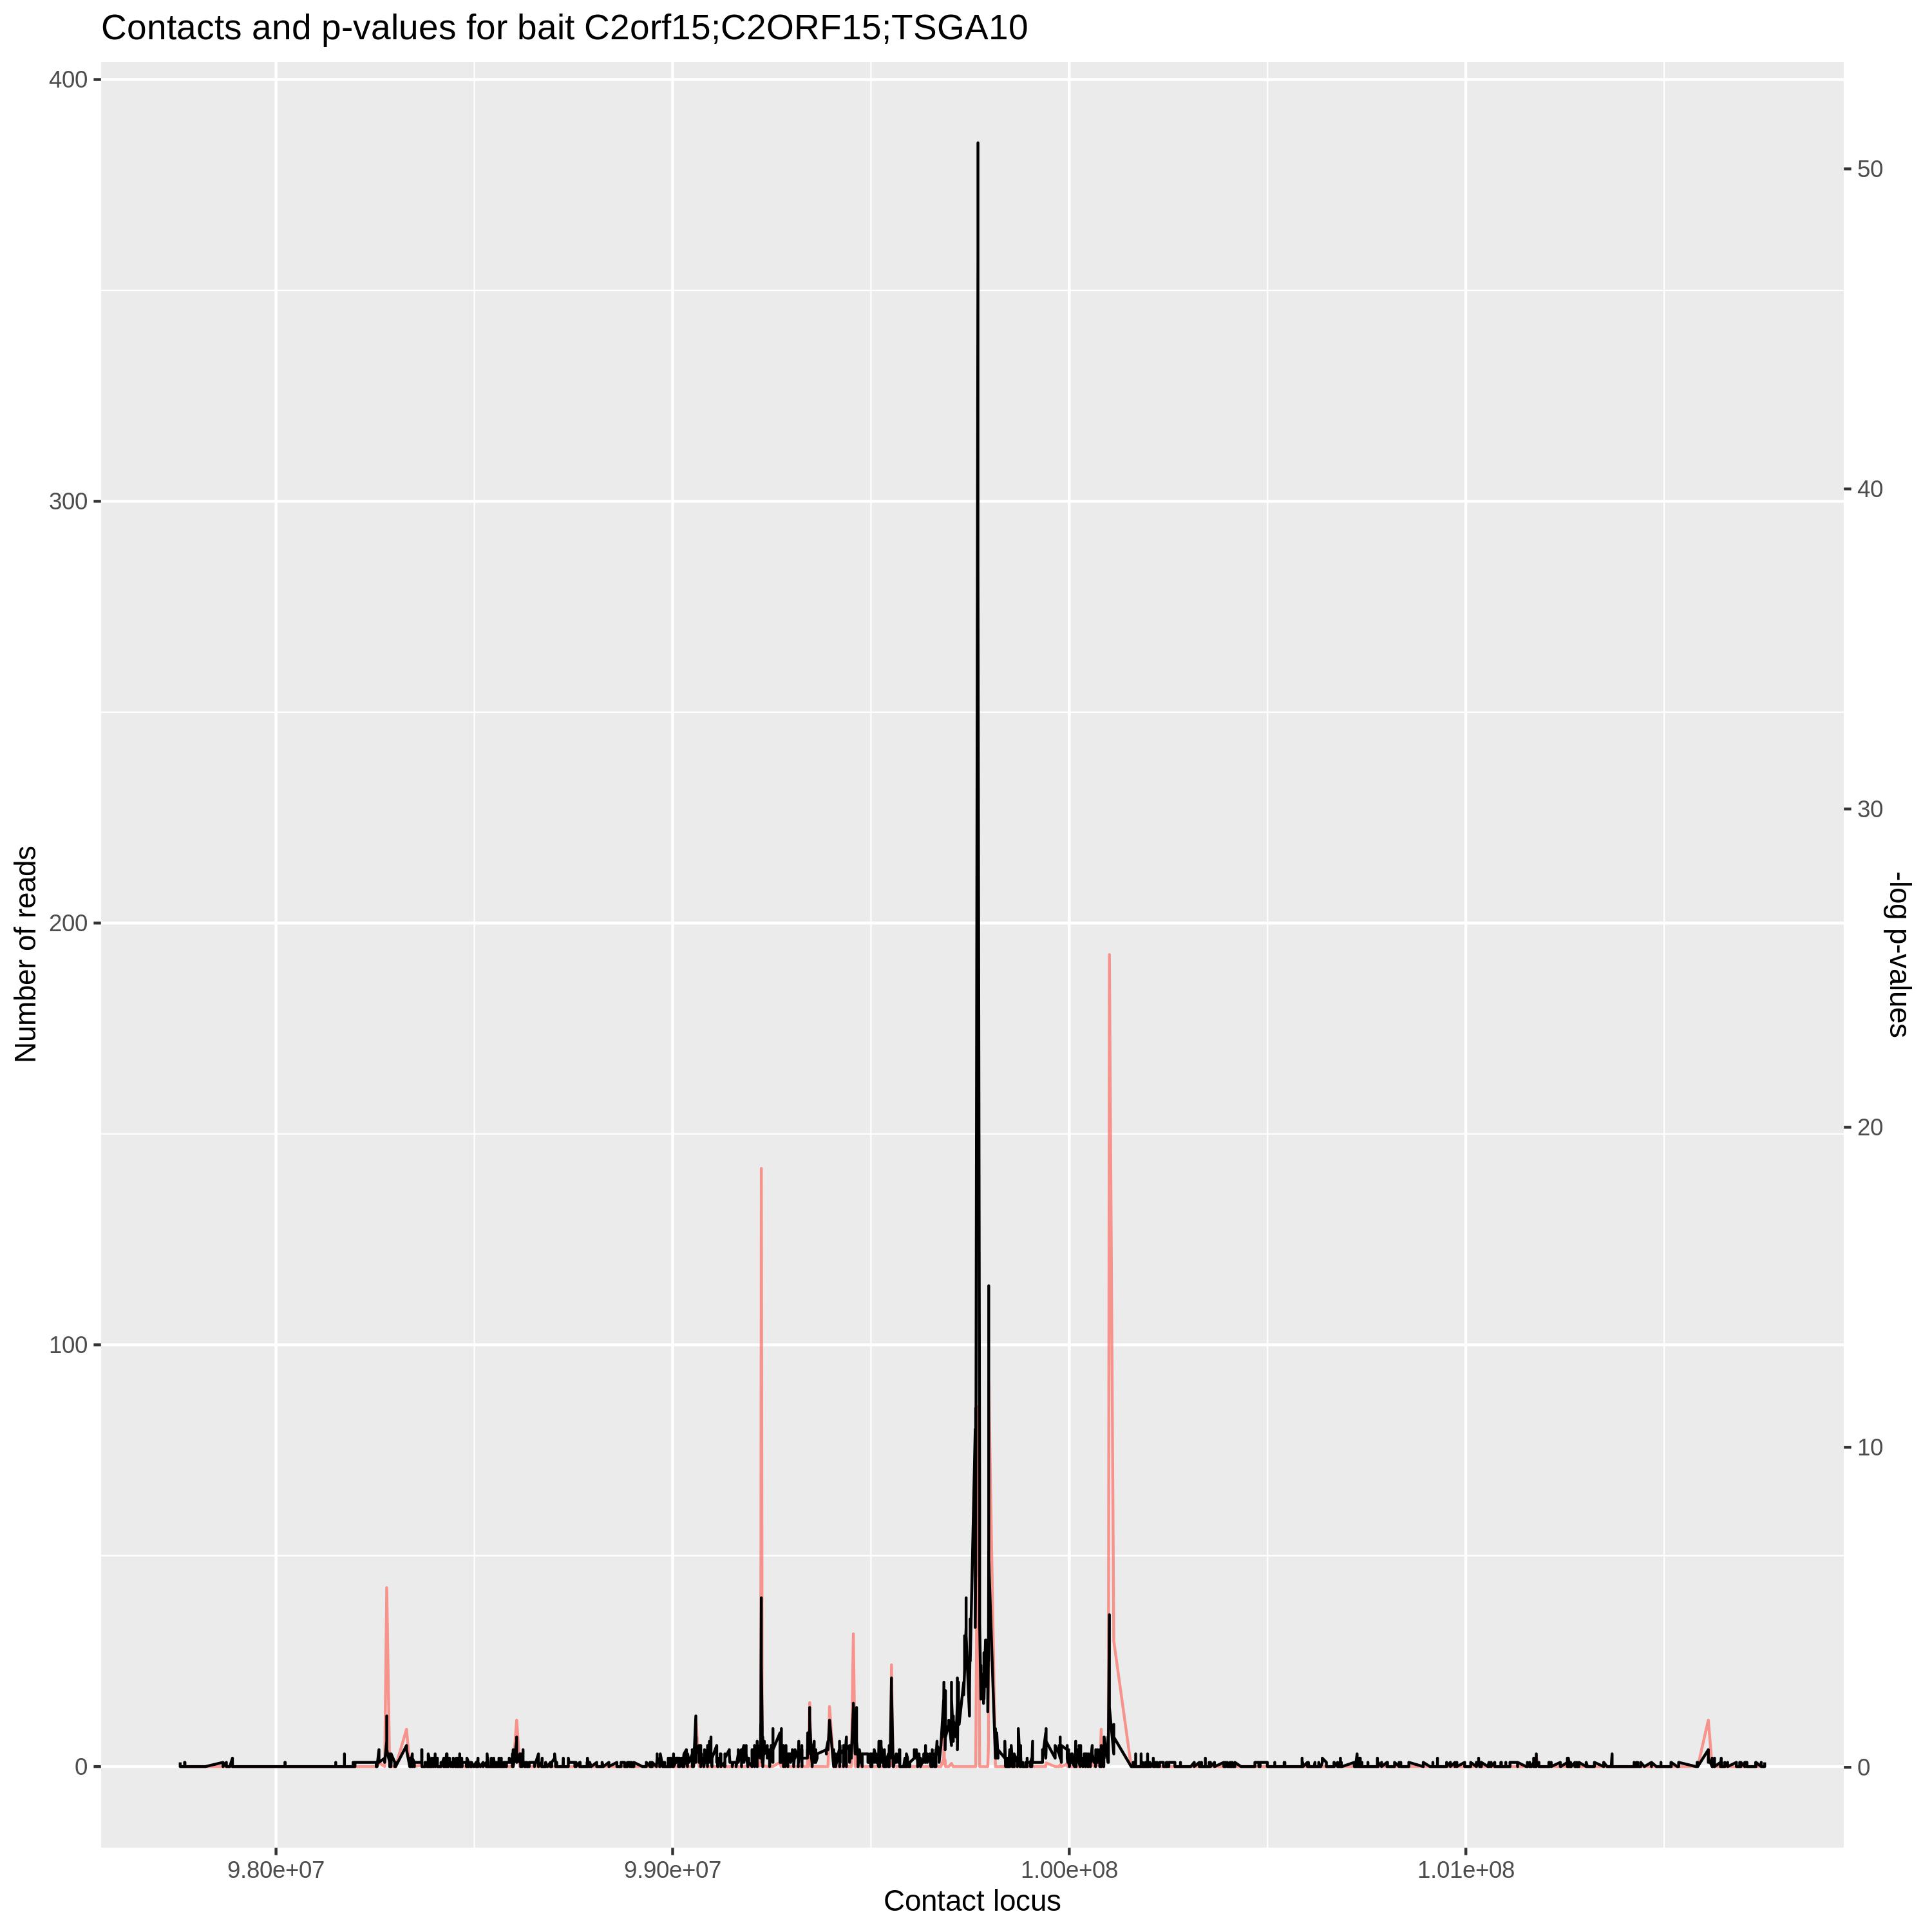 Contacts and p-values for bait C2orf15;C2ORF15;TSGA10
400
300
200
100
0
Number of reads
50
40
30
20
10
0
-log p-values
9.80e+07
9.90e+07
1.00e+08
1.01e+08
Contact locus